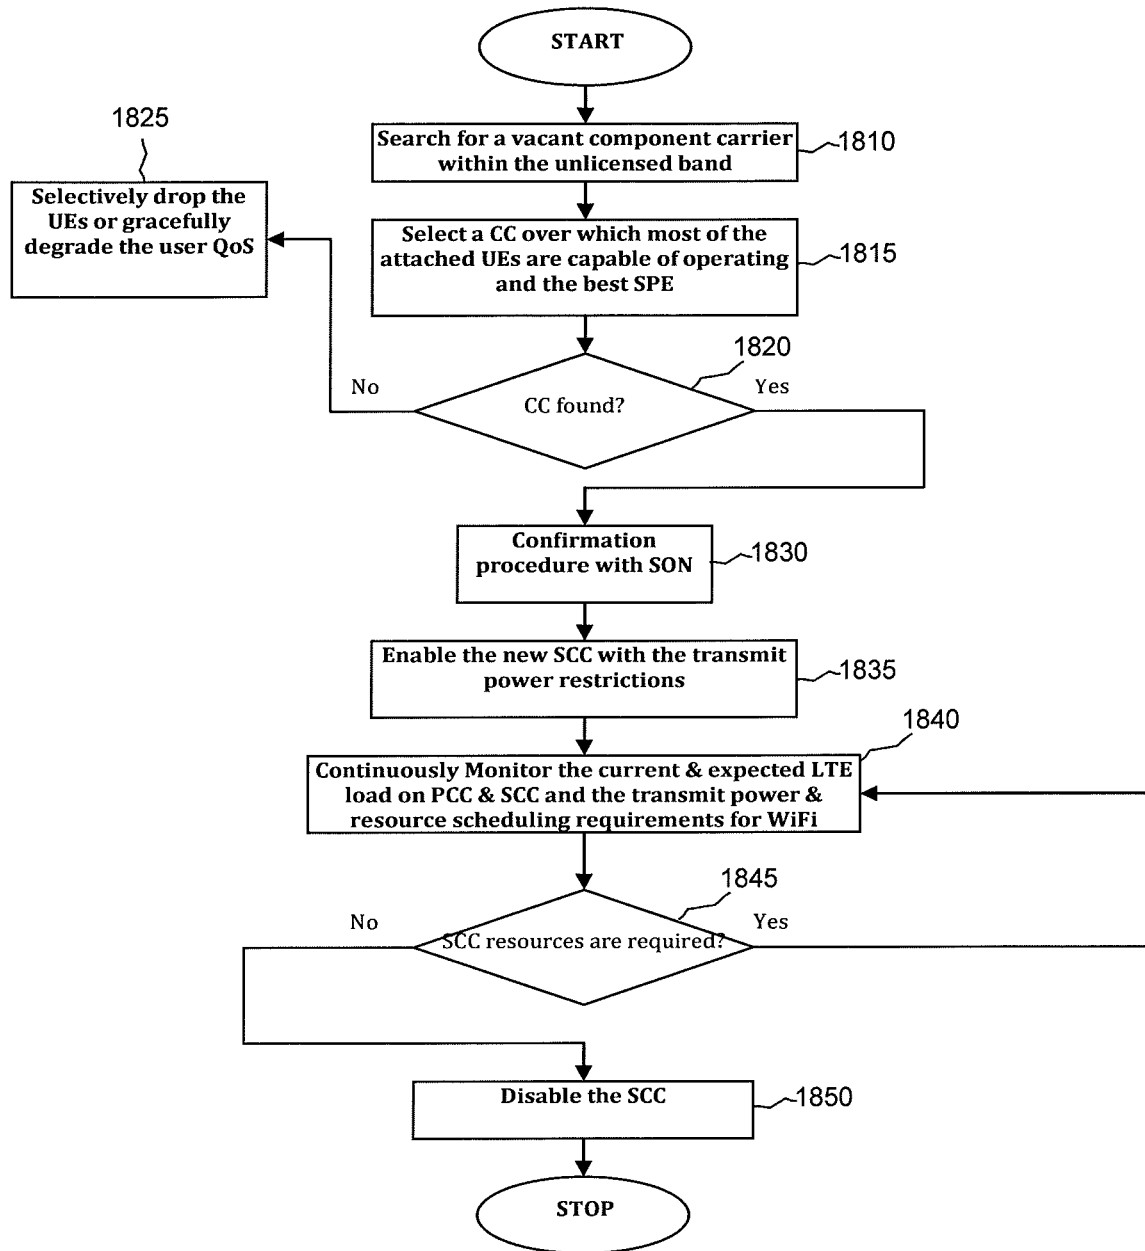 START
1825
Search for a vacant component carrier
within the unlicensed band
1810
Selectively drop the
UEs or gracefully
degrade the user QoS
Select a CC over which most of the
attached UEs are capable of operating
and the best SPE
1815
1820
No
Yes
CC found?
Confirmation
procedure with SON
1830
Enable the new SCC with the transmit
power restrictions
1835
1840
Continuously Monitor the current & expected LTE
load on PCC & SCC and the transmit power &
resource scheduling requirements for WiFi
1845
No
Yes
SCC resources are required?
Disable the SCC
1850
STOP